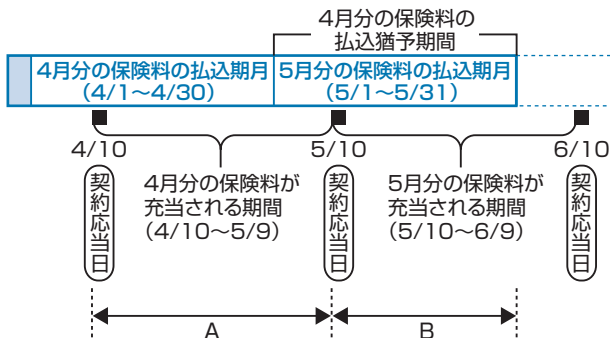 4月分の保険料の
払込猶予期間
4月分の保険料の払込期月
(4/1〜4/30)
5月分の保険料の払込期月
(5/1〜5/31)
4/10
5/10
6/10
契約応当日
4月分の保険料が
充当される期間
(4/10〜5/9)
契約応当日
5月分の保険料が
充当される期間
(5/10〜6/9)
契約応当日
A
B